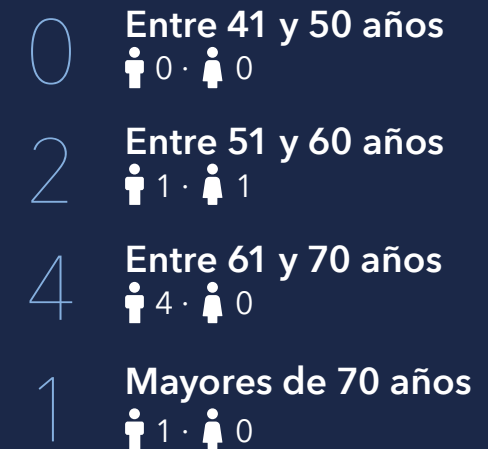 0
Entre 41 y 50 años
0 · 0
2
Entre 51 y 60 años
1 · 1
4
Entre 61 y 70 años
4 · 0
1
Mayores de 70 años
1 · 0